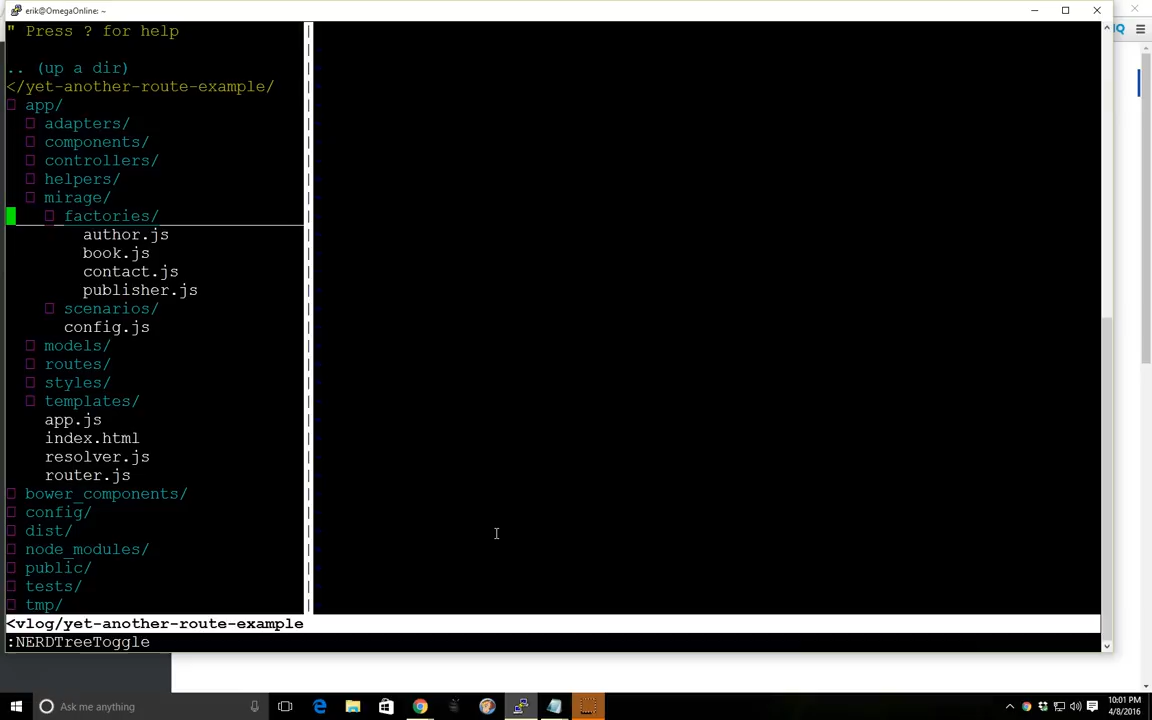 erik@OmegaOnline: ~
" Press ? for help
.. (up a dir)
</yet-another-route-example/
app/
adapters/
components/
controllers/
helpers/
mirage/
factories/
author.js
book.js
contact.js
publisher.js
scenarios/
config.js
models/
routes/
styles/
templates/
app.js
index.html
resolver.js
router.js
bower_components/
config/
dist/
node_modules/
public/
tests/
tmp/
<vlog/yet-another-route-example
:NERDTreeToggle
Ask me anything
10:01 PM
4/8/2016